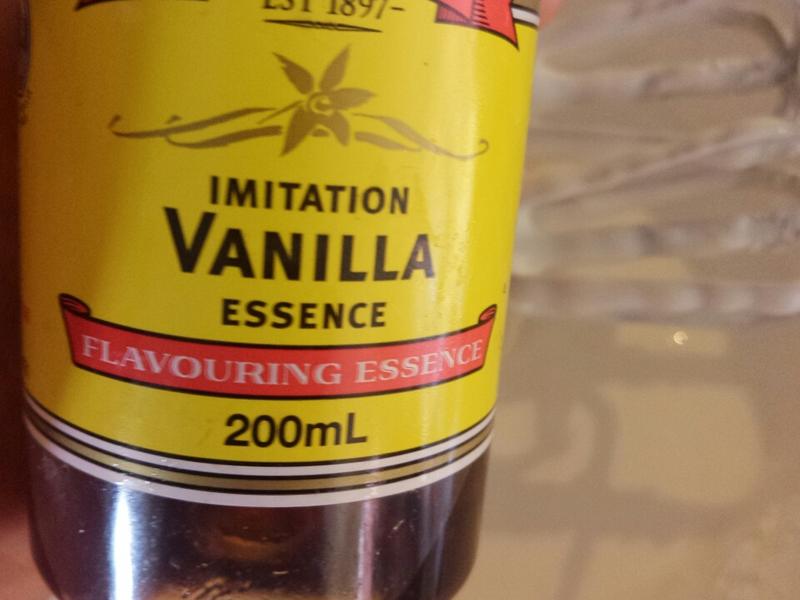 EST 1897-
IMITATION
VANILLA
ESSENCE
FLAVOURING ESSENCE
200mL